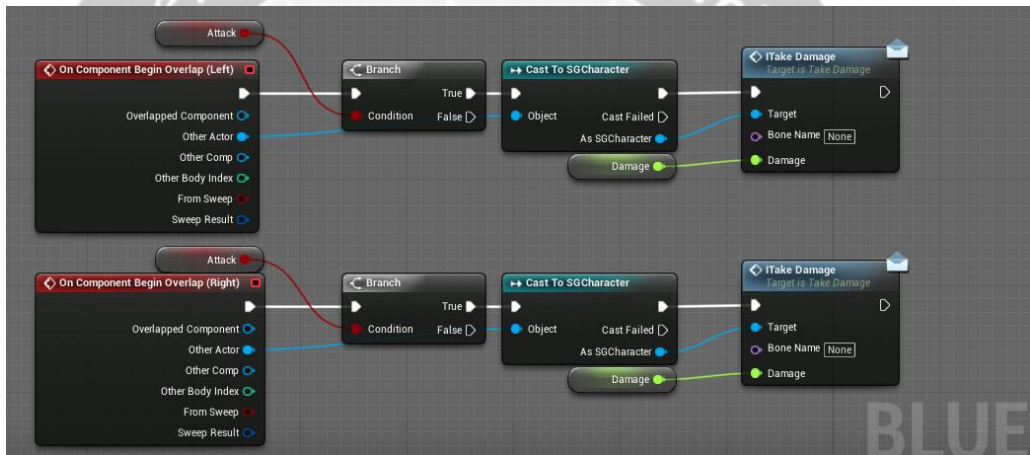 Attack
On Component Begin Overlap (Left)
Overlapped Component
Other Actor
Other Comp
Other Body Index
From Sweep
Sweep Result
Branch
True
Condition
False
Cast To SGCharacter
Object
Cast Failed
As SGCharacter
Damage
ITake Damage
Target is Take Damage
Target
Bone Name None
Damage
Attack
On Component Begin Overlap (Right)
Overlapped Component
Other Actor
Other Comp
Other Body Index
From Sweep
Sweep Result
Branch
True
Condition
False
Cast To SGCharacter
Object
Cast Failed
As SGCharacter
Damage
ITake Damage
Target is Take Damage
Target
Bone Name None
Damage
BLUE